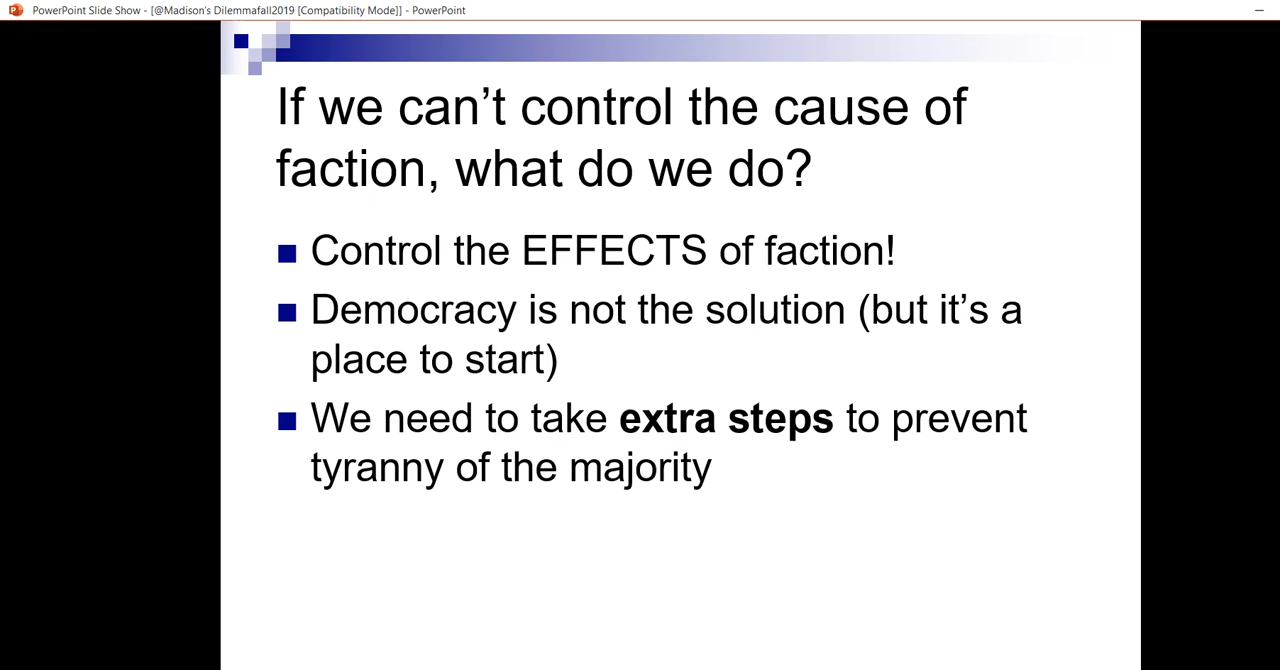 PowerPoint Slide Show - [@Madison's Dilemmafall2019 [Compatibility Mode]] - PowerPoint
If we can't control the cause of
faction, what do we do?
Control the EFFECTS of faction!
Democracy is not the solution (but it's a
place to start)
We need to take extra steps to prevent
tyranny of the majority